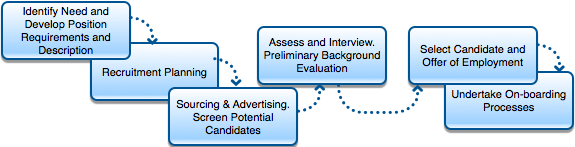 Identify Need and
Develop Position
Requirements and
Description
Recruitment Planning
Sourcing & Advertising.
Screen Potential
Candidates
Assess and Interview.
Preliminary Background
Evaluation
Select Candidate and
Offer of Employment
Undertake On-boarding
Processes